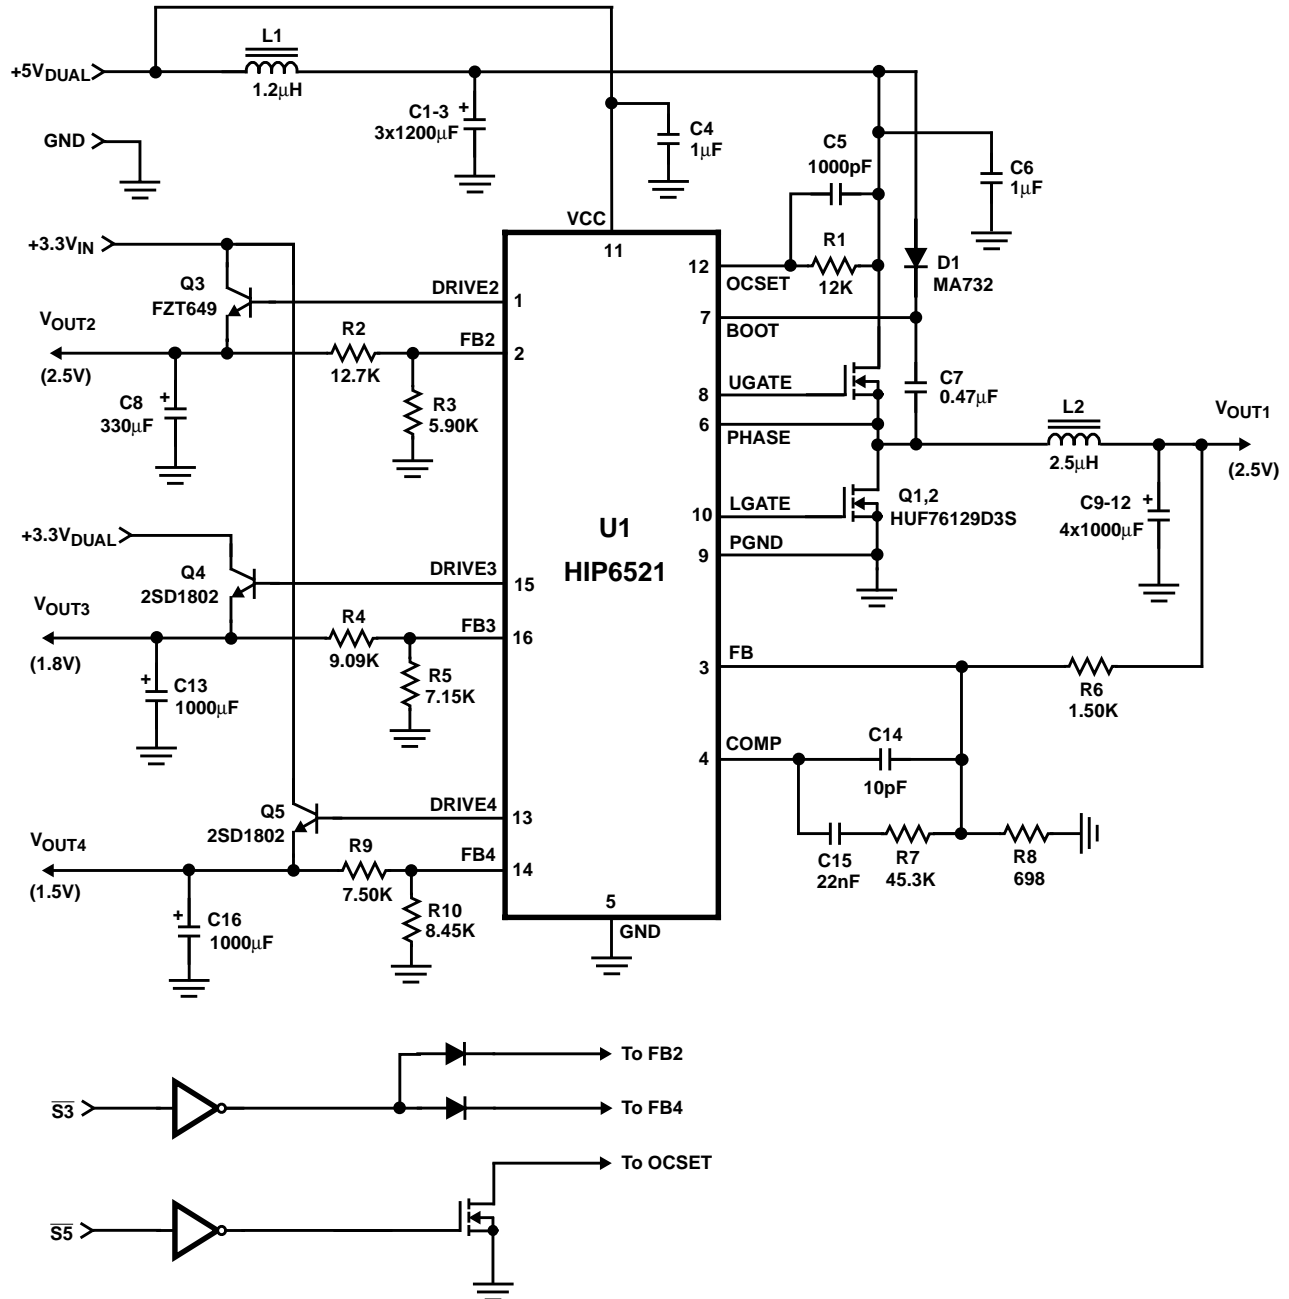 L1
+5VDUAL
1.2µH
C1-3 +
3x1200µF
C4
1µF
GND
C5
1000pF
C6
1µF
VCC
11
+3.3VIN
Q3
FZT649
DRIVE2
1
12
OCSET
R1
12K
D1
MA732
7
BOOT
VOUT2
(2.5V)
R2
12.7K
FB2
2
C8 +
330µF
R3
5.90K
8
UGATE
C7
0.47µF
6
PHASE
L2
2.5µH
VOUT1
(2.5V)
10
LGATE
Q1,2
HUF76129D3S
C9-12 +
4x1000µF
9
PGND
U1
HIP6521
+3.3VDUAL
Q4
2SD1802
DRIVE3
15
VOUT3
(1.8V)
R4
9.09K
FB3
16
+ C13
1000µF
R5
7.15K
3
FB
R6
1.50K
4
COMP
C14
10pF
C15
22nF
R7
45.3K
R8
698
Q5
2SD1802
DRIVE4
13
VOUT4
(1.5V)
R9
7.50K
FB4
14
+ C16
1000µF
R10
8.45K
5
GND
To FB2
S3
To FB4
To OCSET
S5